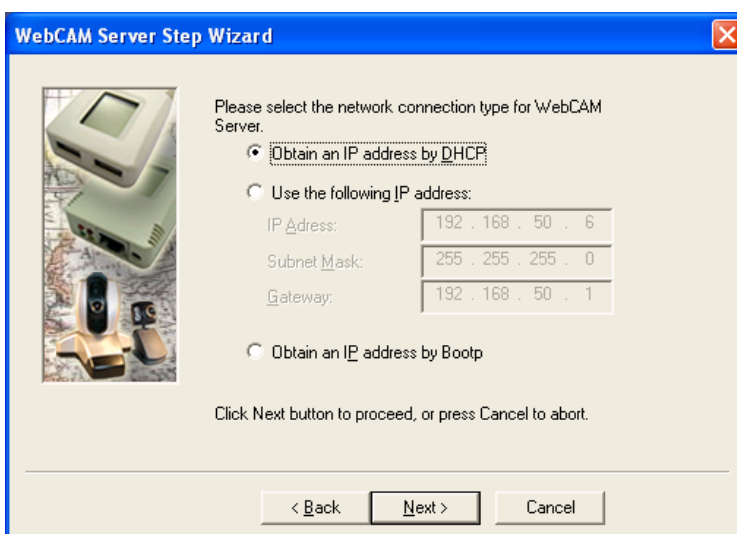 WebCAM Server Step Wizard
Please select the network connection type for WebCAM
Server.
Obtain an IP address by DHCP
Use the following IP address:
IP Adress: 192 . 168 . 50 . 6
Subnet Mask: 255 . 255 . 255 . 0
Gateway: 192 . 168 . 50 . 1
Obtain an IP address by Bootp
Click Next button to proceed, or press Cancel to abort.
< Back Next > Cancel